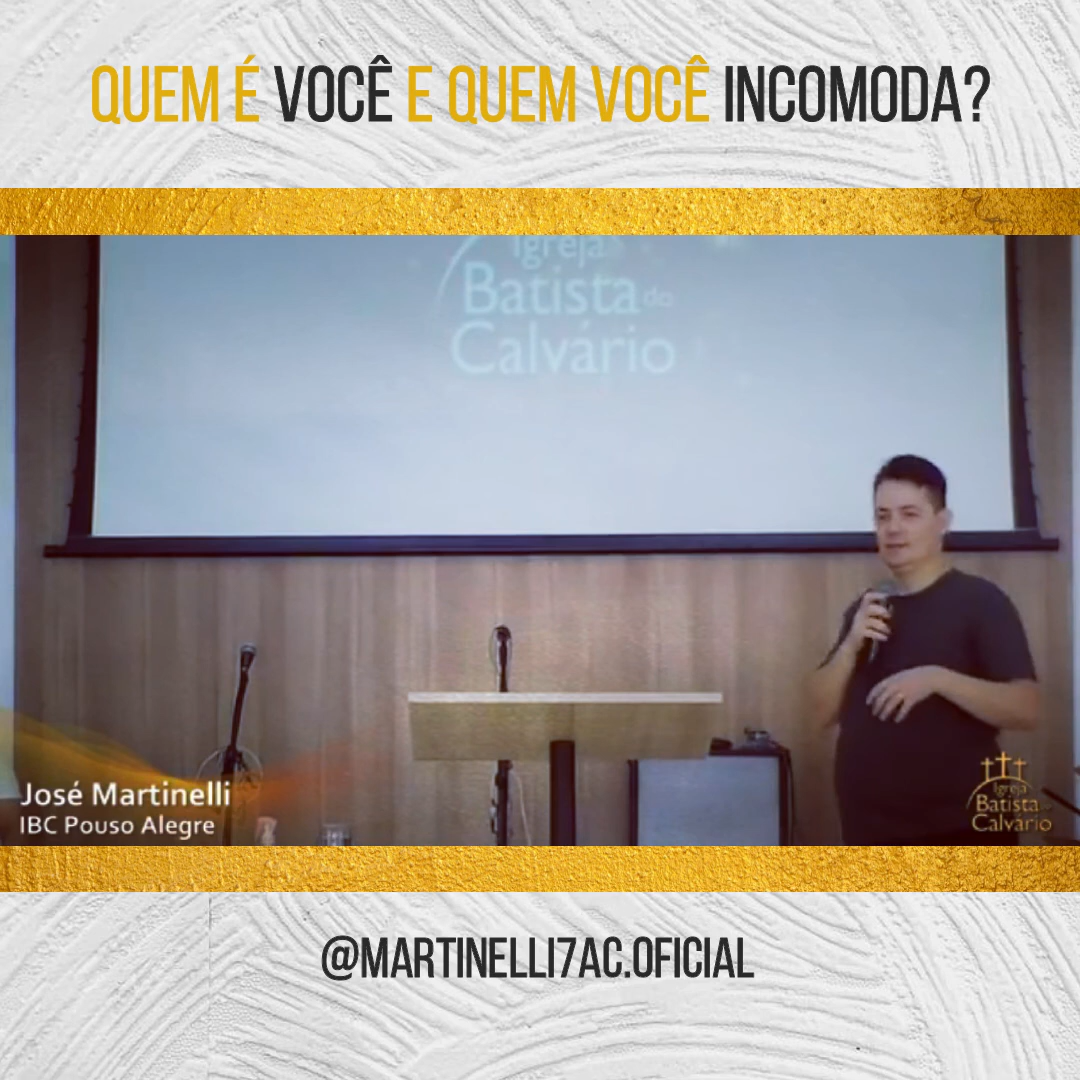 QUEM É VOCÊ E QUEM VOCÊ INCOMODA?
Igreja
Batista do
Calvário
José Martinelli
IBC Pouso Alegre
Igreja
Batista
Calvário
@MARTINELLI7AC.OFICIAL